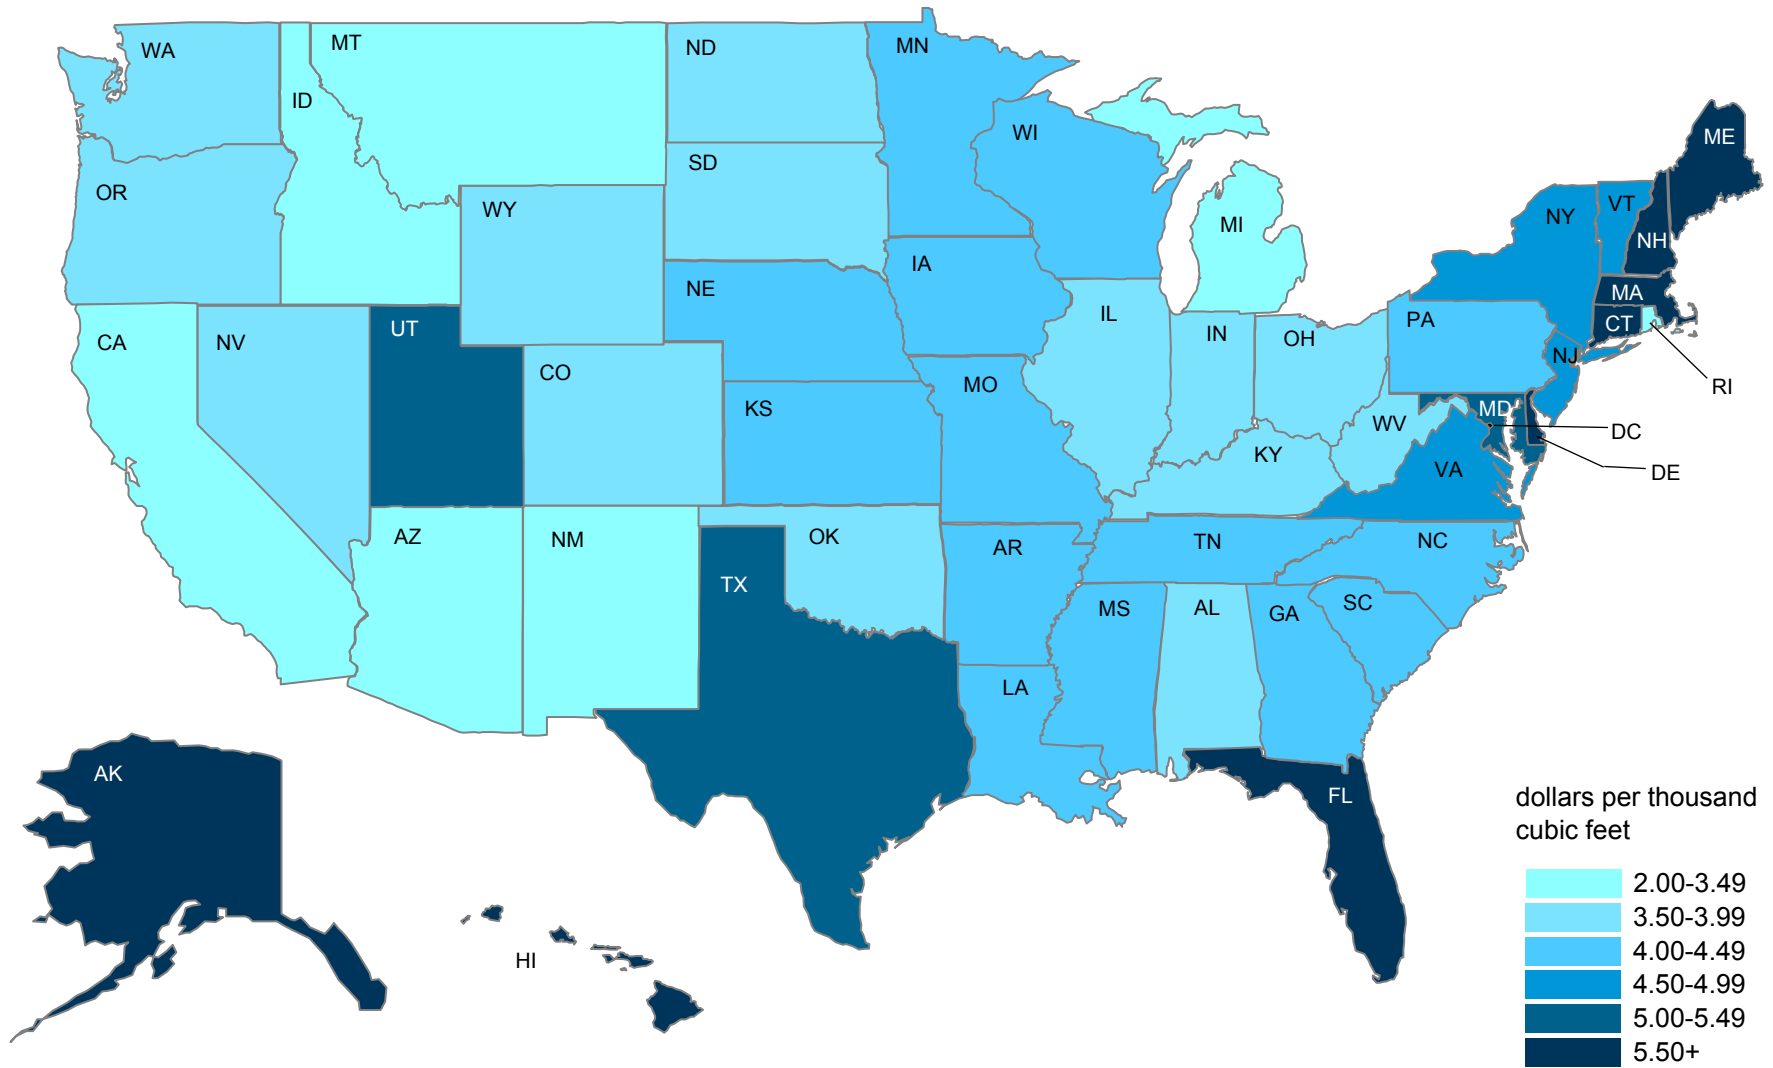 WA
MT
ND
MN
ID
WI
ME
SD
OR
WY
NY
VT
MI
NH
IA
NE
MA
IL
PA
CT
UT
CA
NV
IN
OH
NJ
CO
MO
RI
KS
MD
WV
DC
KY
VA
DE
AZ
NM
OK
AR
TN
NC
TX
MS
AL
GA
SC
LA
AK
FL
HI
dollars per thousand
cubic feet
2.00-3.49
3.50-3.99
4.00-4.49
4.50-4.99
5.00-5.49
5.50+